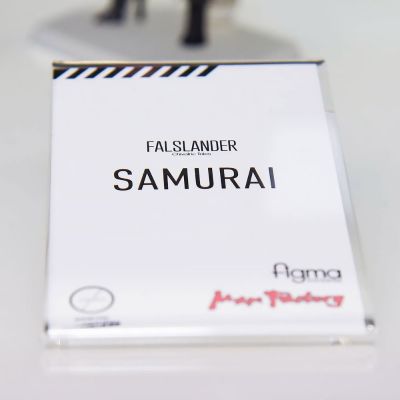 FALSLANDER
SAMURAI
figma
Max Factory